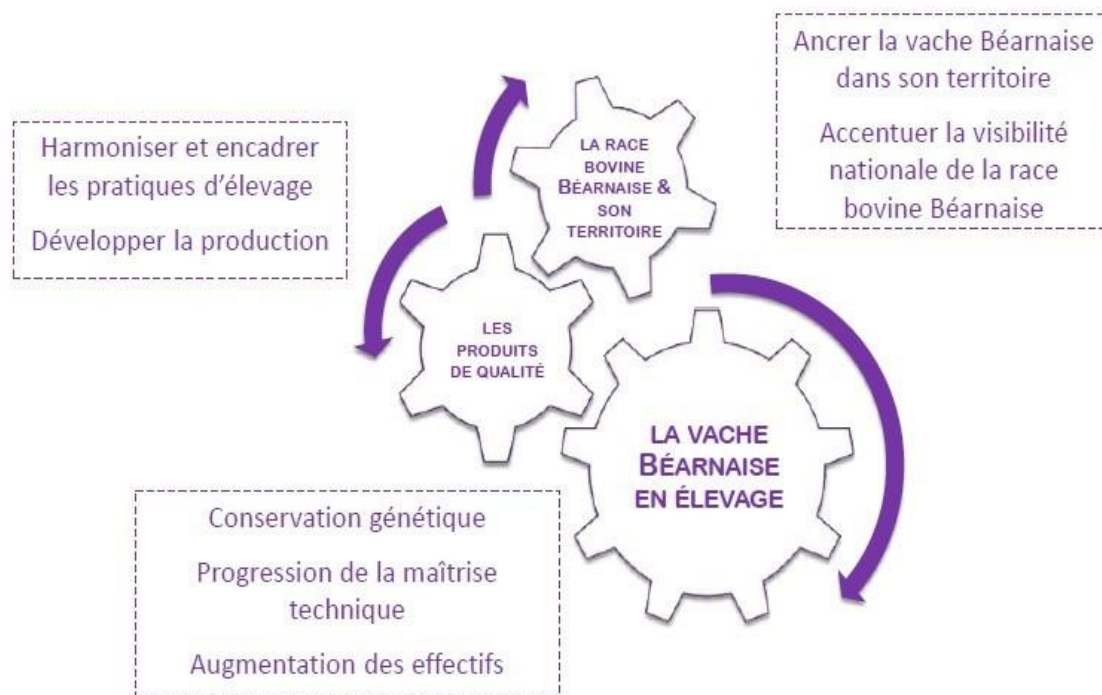 Harmoniser et encadrer
les pratiques d’élevage
Développer la production
LA RACE
BOVINE
BÉARNAISE &
SON
TERRITOIRE
Ancrer la vache Béarnaise
dans son territoire
Accentuer la visibilité
nationale de la race
bovine Béarnaise
LES
PRODUITS
DE QUALITÉ
LA VACHE
BÉARNAISE
EN ÉLEVAGE
Conservation génétique
Progression de la maîtrise
technique
Augmentation des effectifs